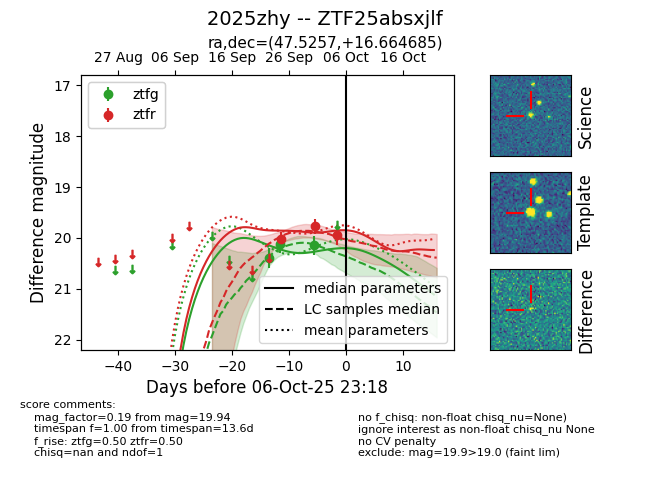 2025zhy -- ZTF25absxjlf
ra,dec=(47.5257,+16.664685)
27 Aug 06 Sep 16 Sep 26 Sep 06 Oct 16 Oct
17
18
19
20
21
22
Difference magnitude
ztfg
ztfr
median parameters
LC samples median
mean parameters
−40 −30 −20 −10 0 10
Days before 06-Oct-25 23:18
Science
Template
Difference
score comments:
mag_factor=0.19 from mag=19.94
timespan f=1.00 from timespan=13.6d
f_rise: ztfg=0.50 ztfr=0.50
chisq=nan and ndof=1
no f_chisq: non-float chisq_nu=None)
ignore interest as non-float chisq_nu None
no CV penalty
exclude: mag=19.9>19.0 (faint lim)